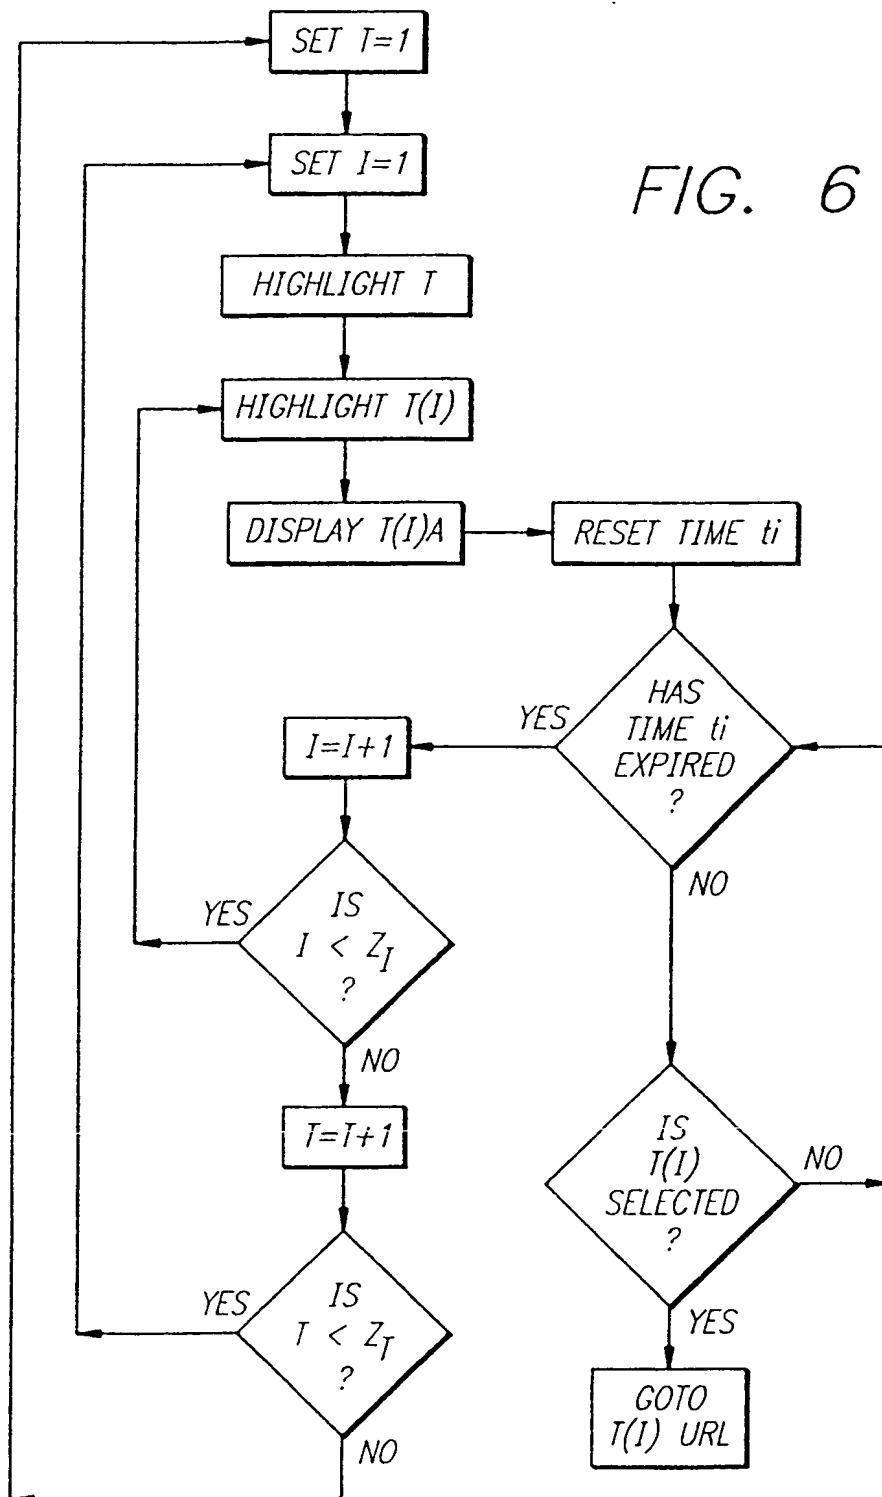 SET T=1
SET I=1
FIG. 6
HIGHLIGHT T
HIGHLIGHT T(I)
DISPLAY T(I)A
RESET TIME ti
HAS
TIME ti
EXPIRED
?
YES
NO
I=I+1
IS
I < ZI
?
YES
NO
T=T+1
IS
T(I)
SELECTED
?
NO
YES
IS
T < ZT
?
YES
NO
GOTO
T(I) URL